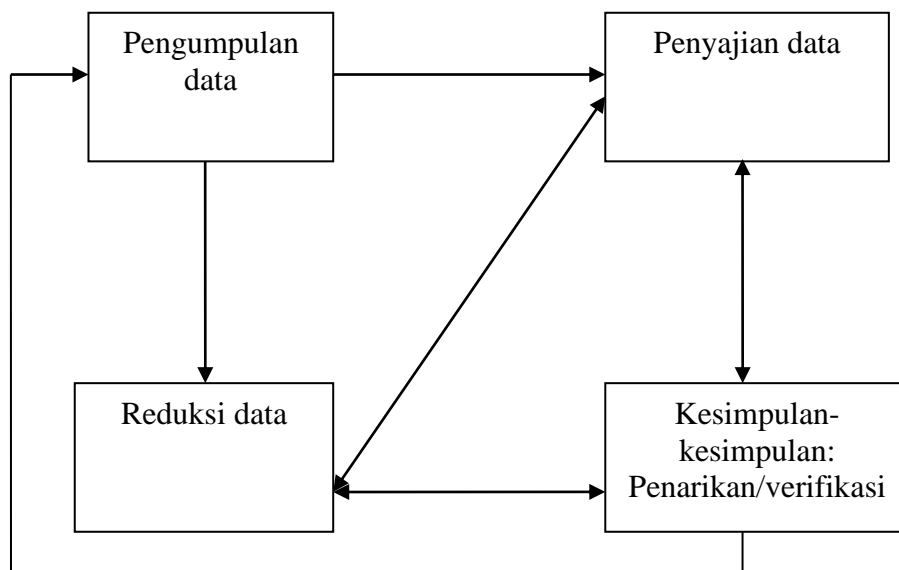 Pengumpulan
data
Penyajian data
Reduksi data
Kesimpulan-
kesimpulan:
Penarikan/verifikasi